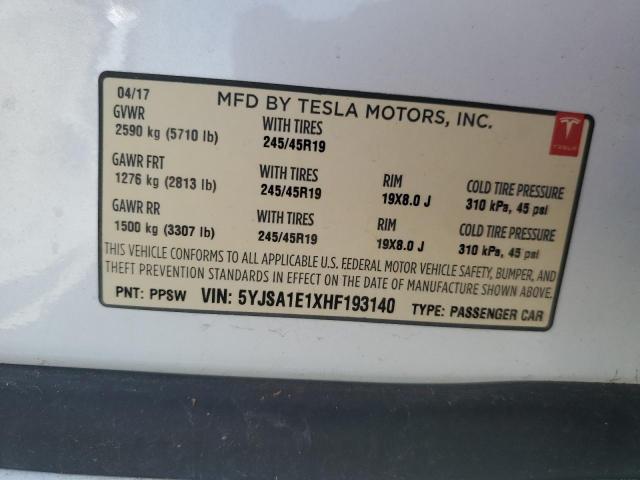 04/17 MFD BY TESLA MOTORS, INC.
GVWR WITH TIRES
2590 kg (5710 lb) 245/45R19
TESLA
GAWR FRT WITH TIRES RIM COLD TIRE PRESSURE
1276 kg (2813 lb) 245/45R19 19X8.0 J 310 kPa, 45 psi
GAWR RR WITH TIRES RIM COLD TIRE PRESSURE
1500 kg (3307 lb) 245/45R19 19X8.0 J 310 kPa, 45 psi
THIS VEHICLE CONFORMS TO ALL APPLICABLE U.S. FEDERAL MOTOR VEHICLE SAFETY, BUMPER, AND
THEFT PREVENTION STANDARDS IN EFFECT ON THE DATE OF MANUFACTURE SHOWN ABOVE.
PNT: PPSW VIN: 5YJSA1E1XHF193140 TYPE: PASSENGER CAR